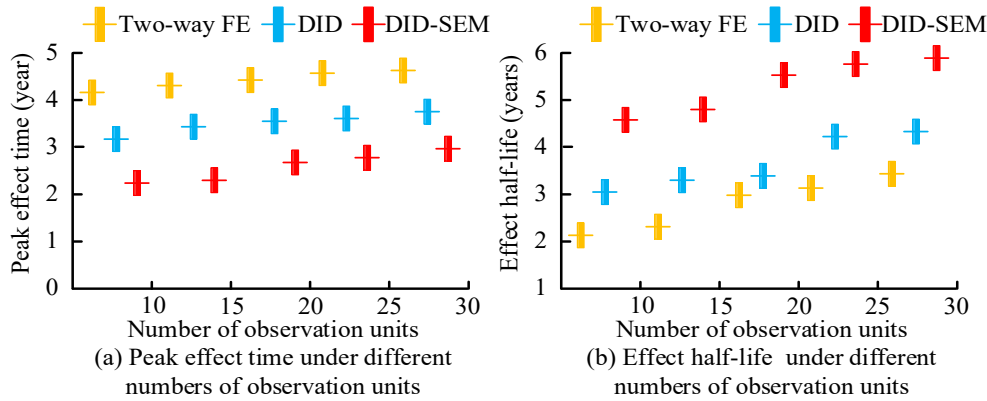 Two-way FE DID DID-SEM
Peak effect time (year)
5
4
3
2
1
0
10 15 20 25 30
Number of observation units
(a) Peak effect time under different
numbers of observation units
Two-way FE DID DID-SEM
Effect half-life (years)
6
5
4
3
2
1
10 15 20 25 30
Number of observation units
(b) Effect half-life under different
numbers of observation units